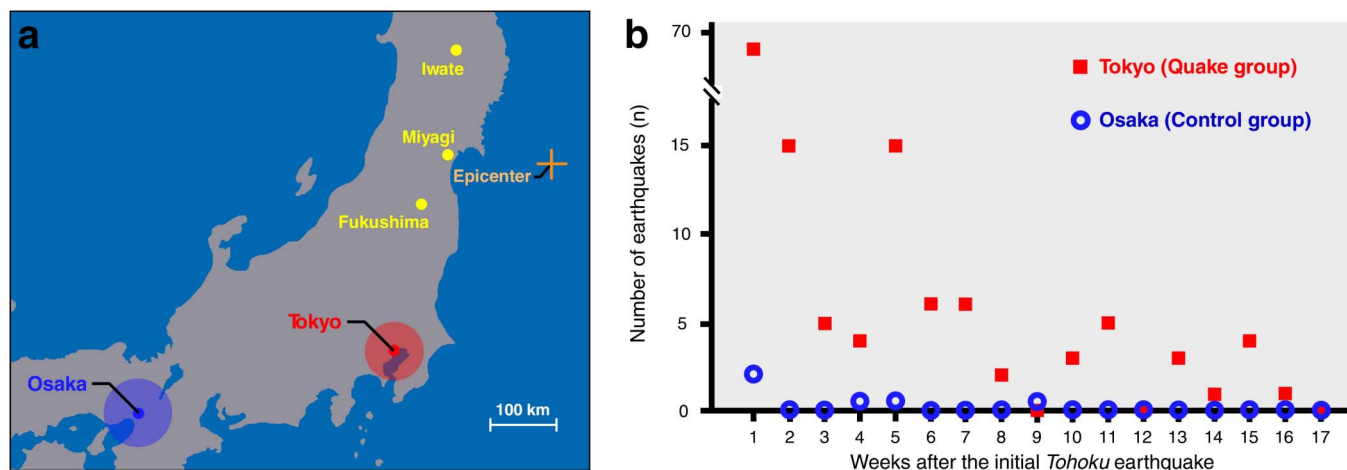 a
Iwate
Miyagi
Epicenter
Fukushima
Tokyo
Osaka
100 km
b
Number of earthquakes (n)
70
15
10
5
0
Tokyo (Quake group)
Osaka (Control group)
1 2 3 4 5 6 7 8 9 10 11 12 13 14 15 16 17
Weeks after the initial Tohoku earthquake